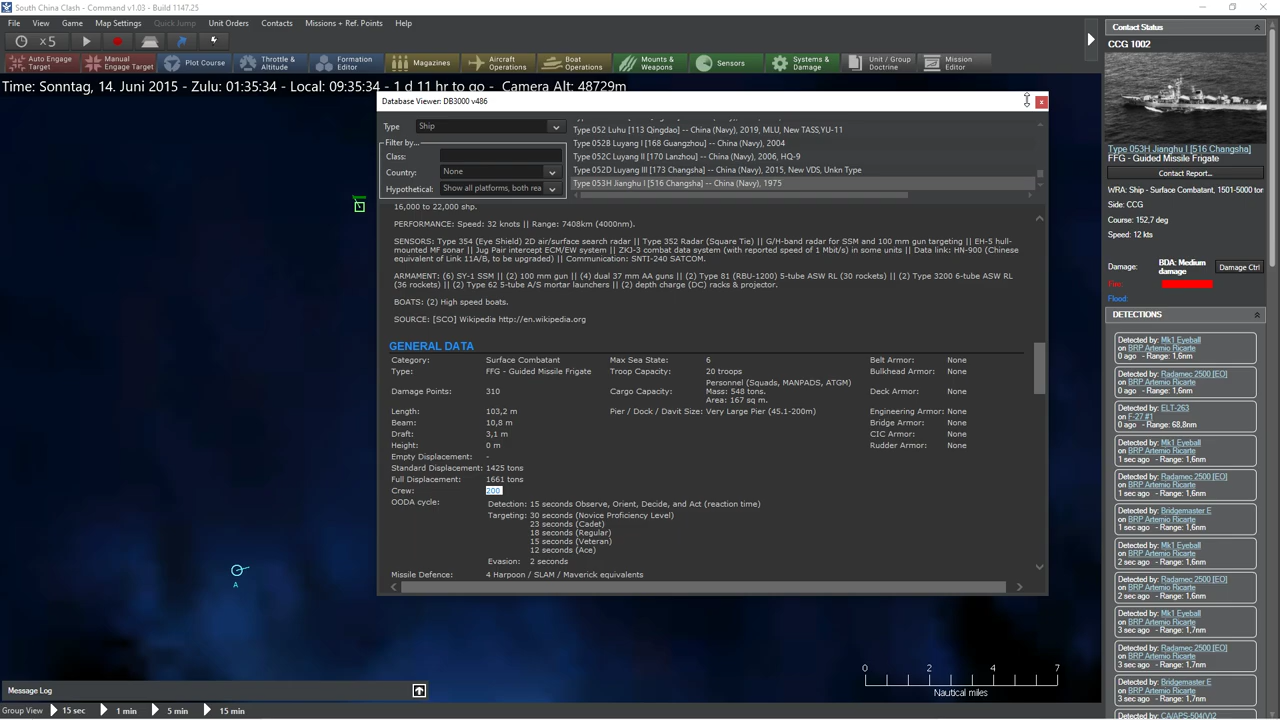 South China Clash - Command v1.03 - Build 1147.25
File View Game Map Settings Quick Jump Unit Orders Contacts Missions + Ref. Points Help
x5
Auto Engage Target
Manual Engage Target
Plot Course
Throttle & Altitude
Formation Editor
Magazines
Aircraft Operations
Boat Operations
Mounts & Weapons
Sensors
Systems & Damage
Unit / Group Doctrine
Mission Editor
Time: Sonntag, 14. Juni 2015 - Zulu: 01:35:34 - Local: 09:35:34 - 1 d 11 hr to go - Camera Alt: 48729m
Database Viewer: DB3000 v486
x
Type Ship
Filter by...
Class:
Country: None
Hypothetical: Show all platforms, both rea
Type 052 Luhu [113 Qingdao] -- China (Navy), 2019, MLU, New TASS,YU-11
Type 052B Luyang I [168 Guangzhou] -- China (Navy), 2004
Type 052C Luyang II [170 Lanzhou] -- China (Navy), 2006, HQ-9
Type 052D Luyang III [173 Changsha] -- China (Navy), 2015, New VDS, Unkn Type
Type 053H Jianghu I [516 Changsha] -- China (Navy), 1975
16,000 to 22,000 shp.
PERFORMANCE: Speed: 32 knots || Range: 7408km (4000nm).
SENSORS: Type 354 (Eye Shield) 2D air/surface search radar || Type 352 Radar (Square Tie) || G/H-band radar for SSM and 100 mm gun targeting || EH-5 hull-
mounted MF sonar || Jug Pair intercept ECM/EW system || ZKJ-3 combat data system (with reported speed of 1 Mbit/s) in some units || Data link: HN-900 (Chinese
equivalent of Link 11A/B, to be upgraded) || Communication: SNTI-240 SATCOM.
ARMAMENT: (6) SY-1 SSM || (2) 100 mm gun || (4) dual 37 mm AA guns || (2) Type 81 (RBU-1200) 5-tube ASW RL (30 rockets) || (2) Type 3200 6-tube ASW RL
(36 rockets) || (2) Type 62 5-tube A/S mortar launchers || (2) depth charge (DC) racks & projector.
BOATS: (2) High speed boats.
SOURCE: [SCO] Wikipedia http://en.wikipedia.org
GENERAL DATA
Category: Surface Combatant Max Sea State: 6 Belt Armor: None
Type: FFG - Guided Missile Frigate Troop Capacity: 20 troops Bulkhead Armor: None
Damage Points: 310 Cargo Capacity: Personnel (Squads, MANPADS, ATGM) Deck Armor: None
Mass: 548 tons.
Area: 167 sq m.
Length: 103,2 m Pier / Dock / Davit Size: Very Large Pier (45.1-200m) Engineering Armor: None
Beam: 10,8 m Bridge Armor: None
Draft: 3,1 m CIC Armor: None
Height: 0 m Rudder Armor: None
Empty Displacement: -
Standard Displacement: 1425 tons
Full Displacement: 1661 tons
Crew: 200
OODA cycle: Detection: 15 seconds Observe, Orient, Decide, and Act (reaction time)
Targeting: 30 seconds (Novice Proficiency Level)
23 seconds (Cadet)
18 seconds (Regular)
15 seconds (Veteran)
12 seconds (Ace)
Evasion: 2 seconds
Missile Defence: 4 Harpoon / SLAM / Maverick equivalents
A
0 2 4 7
Nautical miles
Message Log
Group View 15 sec 1 min 5 min 15 min
Contact Status
CCG 1002
Type 053H Jianghu I [516 Changsha]
FFG - Guided Missile Frigate
Contact Report...
WRA: Ship - Surface Combatant, 1501-5000 tor
Side: CCG
Course: 152,7 deg
Speed: 12 kts
Damage: BDA: Medium damage Damage Ctrl
Fire:
Flood:
DETECTIONS
Detected by: Mk1 Eyeball
on BRP Artemio Ricarte
0 ago - Range: 1,6nm
Detected by: Radamec 2500 [EO]
on BRP Artemio Ricarte
0 ago - Range: 1,6nm
Detected by: ELT-263
on F-27 #1
0 ago - Range: 68,8nm
Detected by: Mk1 Eyeball
on BRP Artemio Ricarte
1 sec ago - Range: 1,6nm
Detected by: Radamec 2500 [EO]
on BRP Artemio Ricarte
1 sec ago - Range: 1,6nm
Detected by: Bridgemaster E
on BRP Artemio Ricarte
1 sec ago - Range: 1,6nm
Detected by: Mk1 Eyeball
on BRP Artemio Ricarte
2 sec ago - Range: 1,6nm
Detected by: Radamec 2500 [EO]
on BRP Artemio Ricarte
2 sec ago - Range: 1,6nm
Detected by: Mk1 Eyeball
on BRP Artemio Ricarte
3 sec ago - Range: 1,7nm
Detected by: Radamec 2500 [EO]
on BRP Artemio Ricarte
3 sec ago - Range: 1,7nm
Detected by: Bridgemaster E
on BRP Artemio Ricarte
3 sec ago - Range: 1,7nm
Detected by: CA/APS-504(V)2